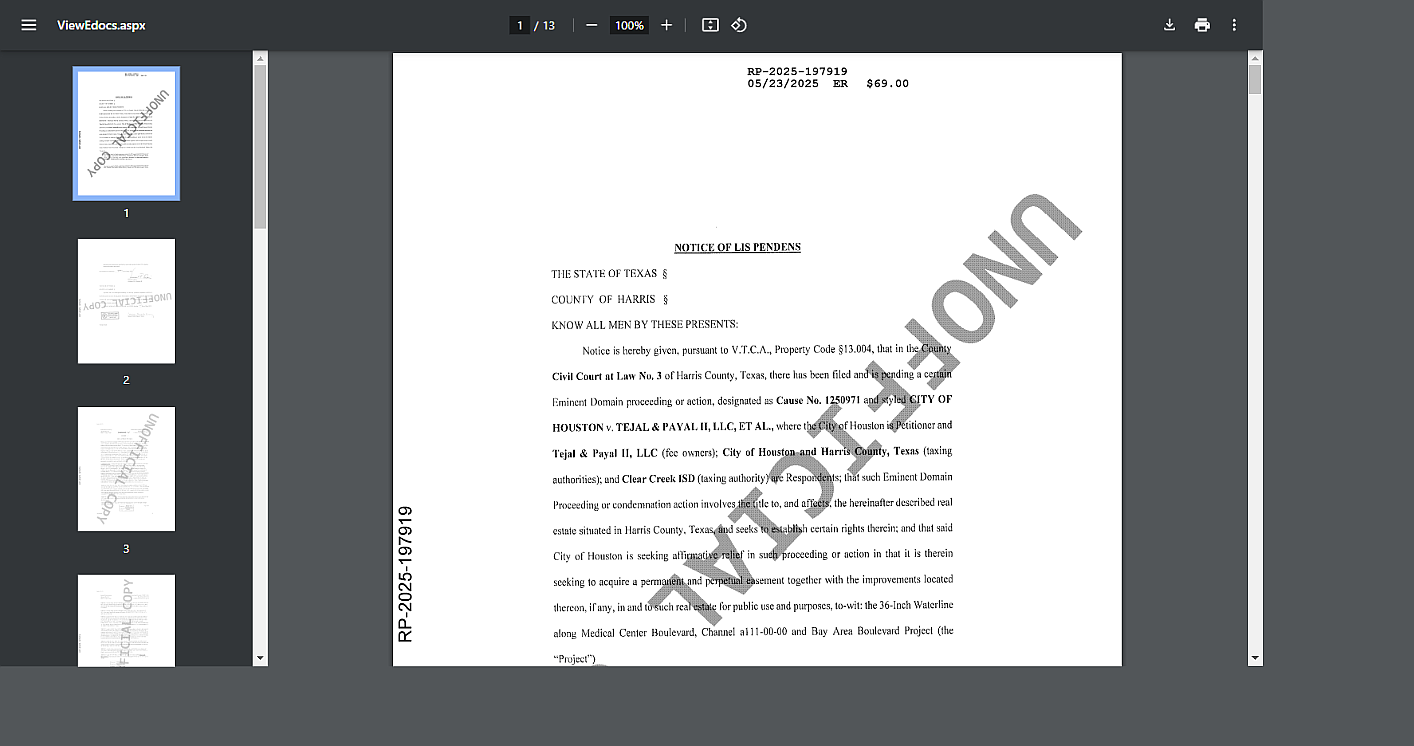 ViewEdocs.aspx
1 / 13
100%
RP-2025-197919
05/23/2025 ER $69.00
NOTICE OF LIS PENDENS
THE STATE OF TEXAS §
COUNTY OF HARRIS §
KNOW ALL MEN BY THESE PRESENTS:
Notice is hereby given, pursuant to V.T.C.A., Property Code §13.004, that in the County
Civil Court at Law No. 3 of Harris County, Texas, there has been filed and is pending a certain
Eminent Domain proceeding or action, designated as Cause No. 1250971 and styled CITY OF
HOUSTON v. TEJAL & PAYAL II, LLC, ET AL., where the City of Houston is Petitioner and
Tejal & Payal II, LLC (fee owners); City of Houston and Harris County, Texas (taxing
authorities); and Clear Creek ISD (taxing authority) are Respondents; that such Eminent Domain
Proceeding or condemnation action involves the title to, and affects, the hereinafter described real
estate situated in Harris County, Texas, and seeks to establish certain rights therein; and that said
City of Houston is seeking affirmative relief in such proceeding or action in that it is therein
seeking to acquire a permanent and perpetual easement together with the improvements located
thereon, if any, in and to such real estate for public use and purposes, to-wit: the 36-Inch Waterline
along Medical Center Boulevard, Channel a111-00-00 and Bay Area Boulevard Project (the
“Project”)
RP-2025-197919
UNOFFICIAL
UNOFFICIAL COPY
1
UNOFFICIAL COPY
2
UNOFFICIAL COPY
3
FICIAL COPY